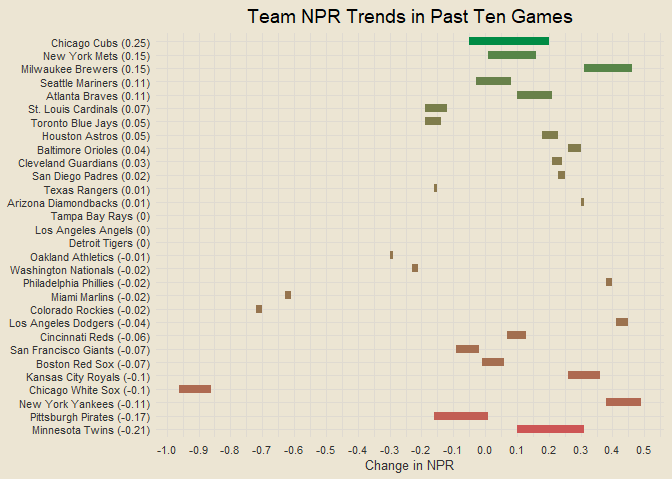 Team NPR Trends in Past Ten Games
Chicago Cubs (0.25)
New York Mets (0.15)
Milwaukee Brewers (0.15)
Seattle Mariners (0.11)
Atlanta Braves (0.11)
St. Louis Cardinals (0.07)
Toronto Blue Jays (0.05)
Houston Astros (0.05)
Baltimore Orioles (0.04)
Cleveland Guardians (0.03)
San Diego Padres (0.02)
Texas Rangers (0.01)
Arizona Diamondbacks (0.01)
Tampa Bay Rays (0)
Los Angeles Angels (0)
Detroit Tigers (0)
Oakland Athletics (-0.01)
Washington Nationals (-0.02)
Philadelphia Phillies (-0.02)
Miami Marlins (-0.02)
Colorado Rockies (-0.02)
Los Angeles Dodgers (-0.04)
Cincinnati Reds (-0.06)
San Francisco Giants (-0.07)
Boston Red Sox (-0.07)
Kansas City Royals (-0.1)
Chicago White Sox (-0.1)
New York Yankees (-0.11)
Pittsburgh Pirates (-0.17)
Minnesota Twins (-0.21)
-1.0 -0.9 -0.8 -0.7 -0.6 -0.5 -0.4 -0.3 -0.2 -0.1 0.0 0.1 0.2 0.3 0.4 0.5
Change in NPR